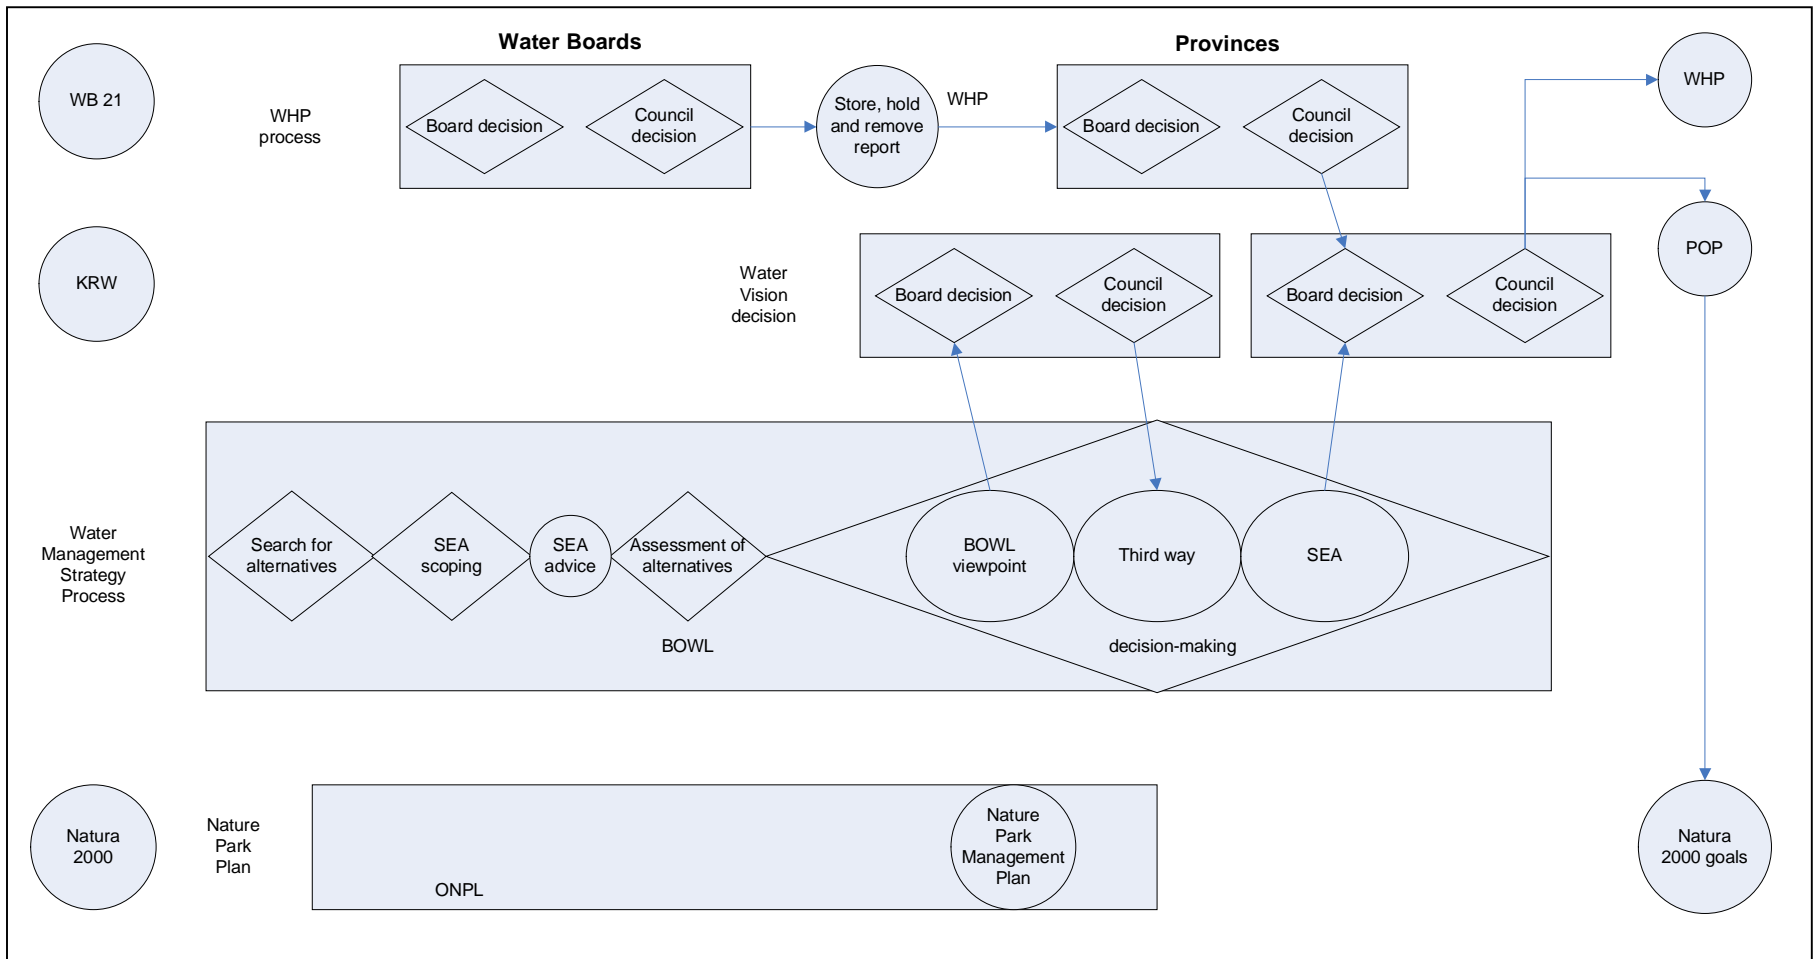 Water Boards
Provinces
WB 21
WHP
process
Board decision
Council
decision
Store, hold
and remove
report
WHP
Board decision
Council
decision
WHP
KRW
Water
Vision
decision
Board decision
Council
decision
Board decision
Council
decision
POP
Water
Management
Strategy
Process
Search for
alternatives
SEA
scoping
SEA
advice
Assessment of
alternatives
BOWL
viewpoint
Third way
SEA
BOWL
decision-making
Natura
2000
Nature
Park
Plan
ONPL
Nature
Park
Management
Plan
Natura
2000 goals